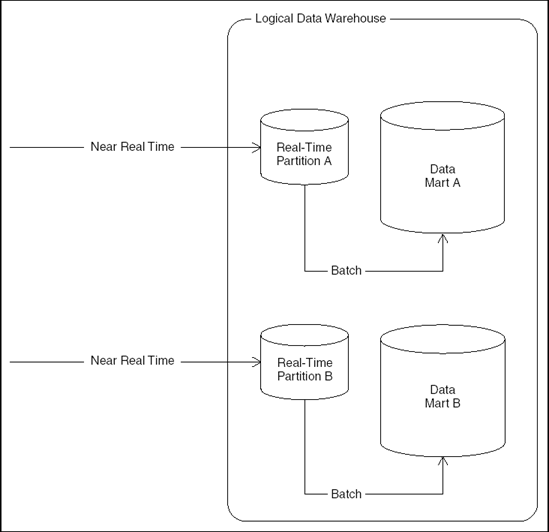 Logical Data Warehouse
Near Real Time
Real-Time
Partition A
Data
Mart A
Batch
Near Real Time
Real-Time
Partition B
Data
Mart B
Batch